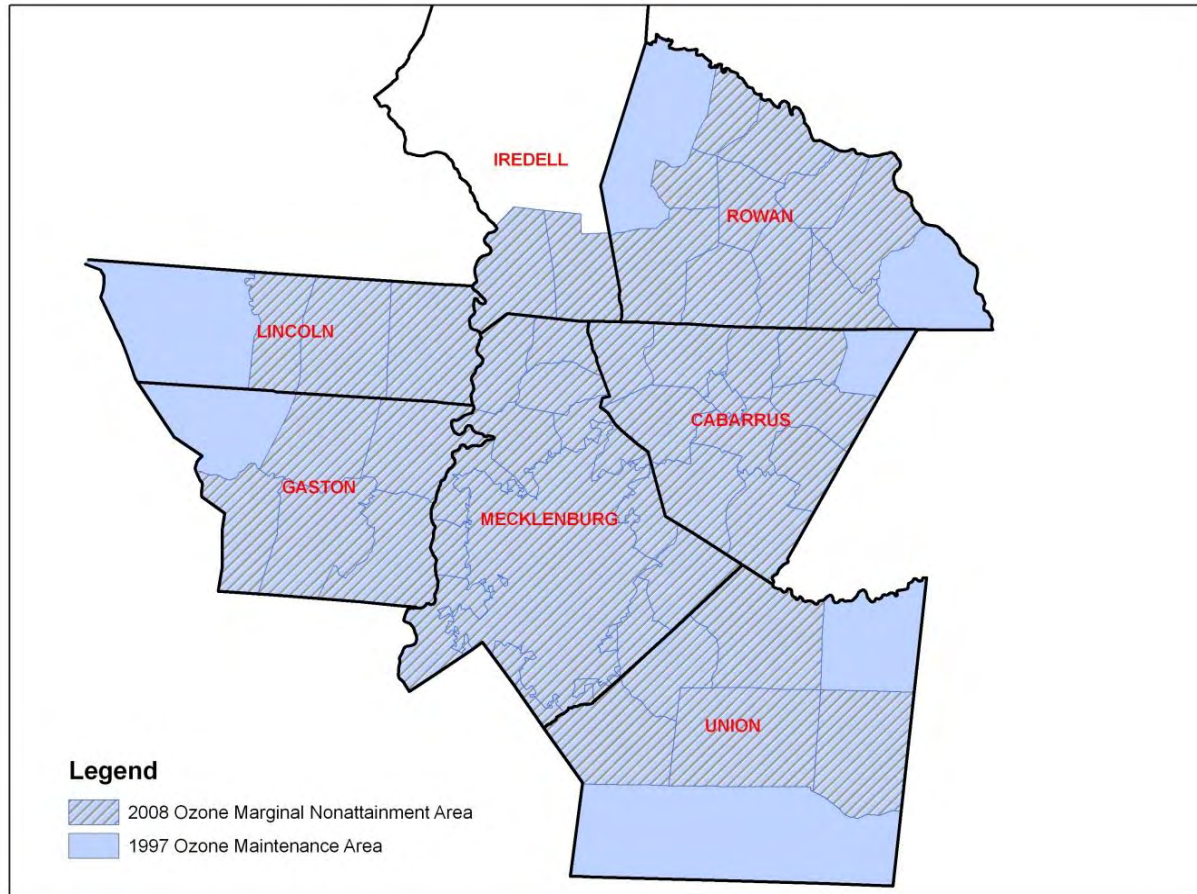 IREDELL
ROWAN
LINCOLN
CABARRUS
GASTON
MECKLENBURG
UNION
Legend
2008 Ozone Marginal Nonattainment Area
1997 Ozone Maintenance Area